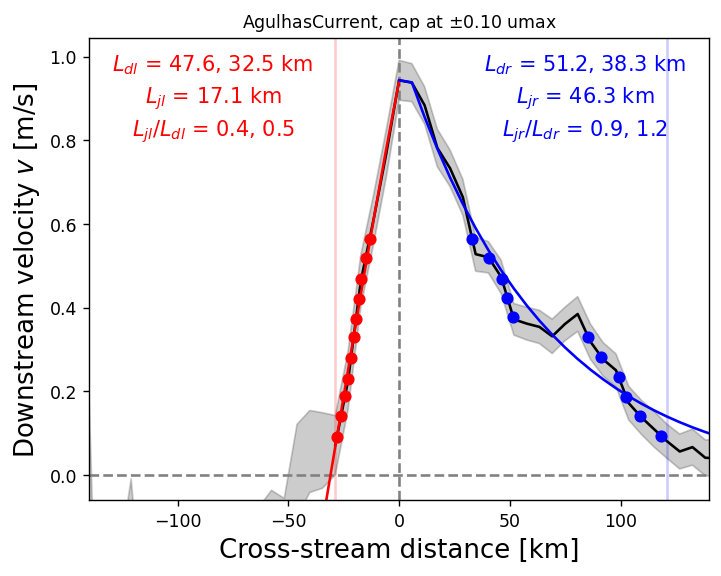 AgulhasCurrent, cap at ±0.10 umax
L_dl = 47.6, 32.5 km
L_jl = 17.1 km
L_jl/L_dl = 0.4, 0.5
L_dr = 51.2, 38.3 km
L_jr = 46.3 km
L_jr/L_dr = 0.9, 1.2
Downstream velocity v [m/s]
1.0
0.8
0.6
0.4
0.2
0.0
−100
−50
0
50
100
Cross-stream distance [km]